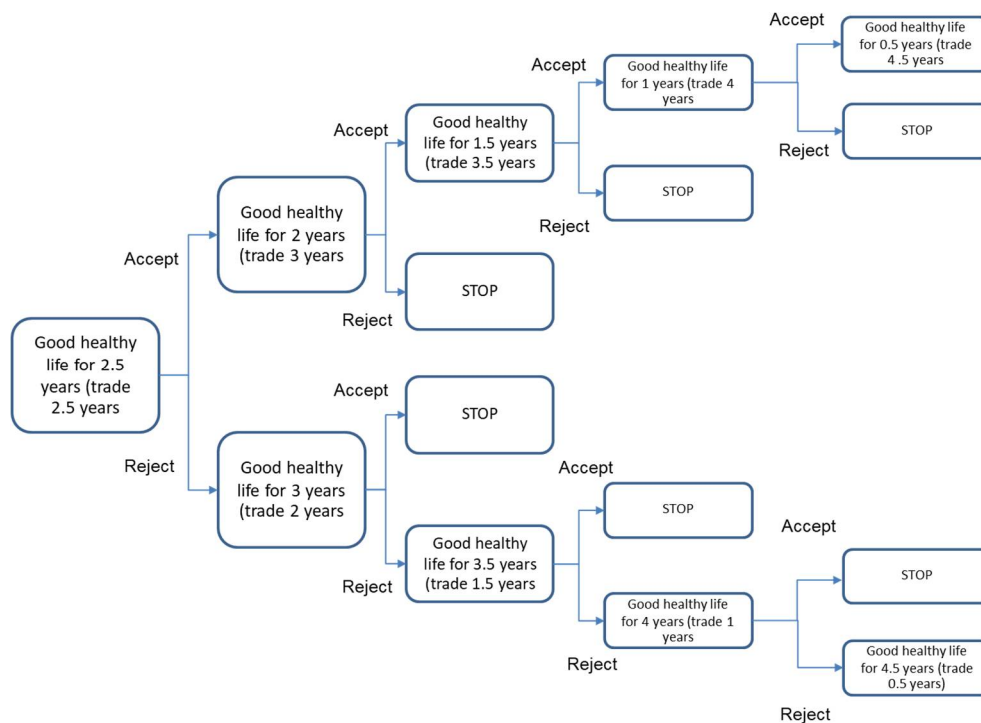 Accept
Good healthy life
for 0.5 years (trade
4 .5 years
Accept
Good healthy life
for 1 years (trade 4
years
Reject
STOP
Accept
Good healthy
life for 1.5 years
(trade 3.5 years
Reject
STOP
Accept
Good healthy
life for 2 years
(trade 3 years
Reject
STOP
Good healthy
life for 2.5
years (trade
2.5 years
Accept
STOP
Reject
Good healthy
life for 3 years
(trade 2 years
Accept
STOP
Reject
Good healthy
life for 3.5 years
(trade 1.5 years
Accept
STOP
Reject
Good healthy life
for 4 years (trade 1
years
Reject
Good healthy life
for 4.5 years (trade
0.5 years)